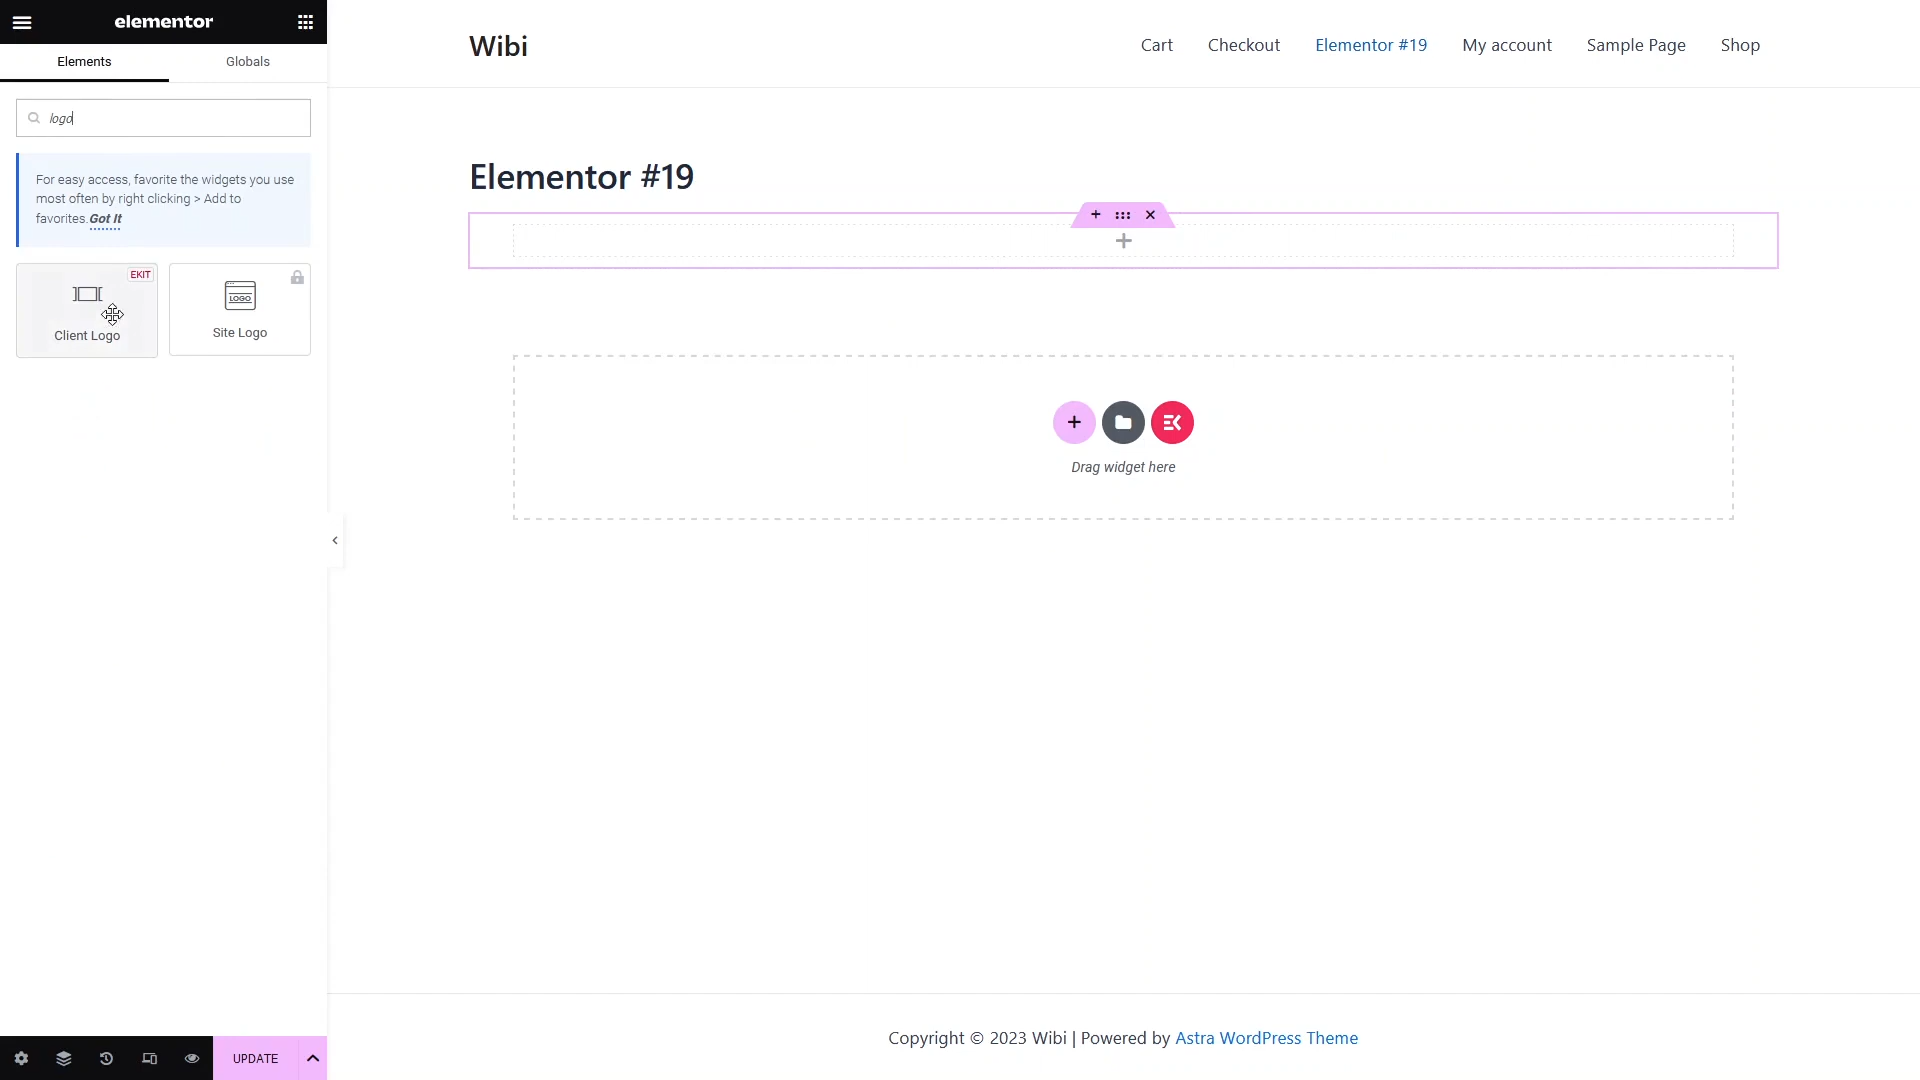 elementor
Elements
Globals
logo
For easy access, favorite the widgets you use
most often by right clicking > Add to
favorites.Got It
EKIT
Client Logo
LOGO
Site Logo
UPDATE
Wibi
Cart
Checkout
Elementor #19
My account
Sample Page
Shop
Elementor #19
Drag widget here
Copyright © 2023 Wibi | Powered by Astra WordPress Theme